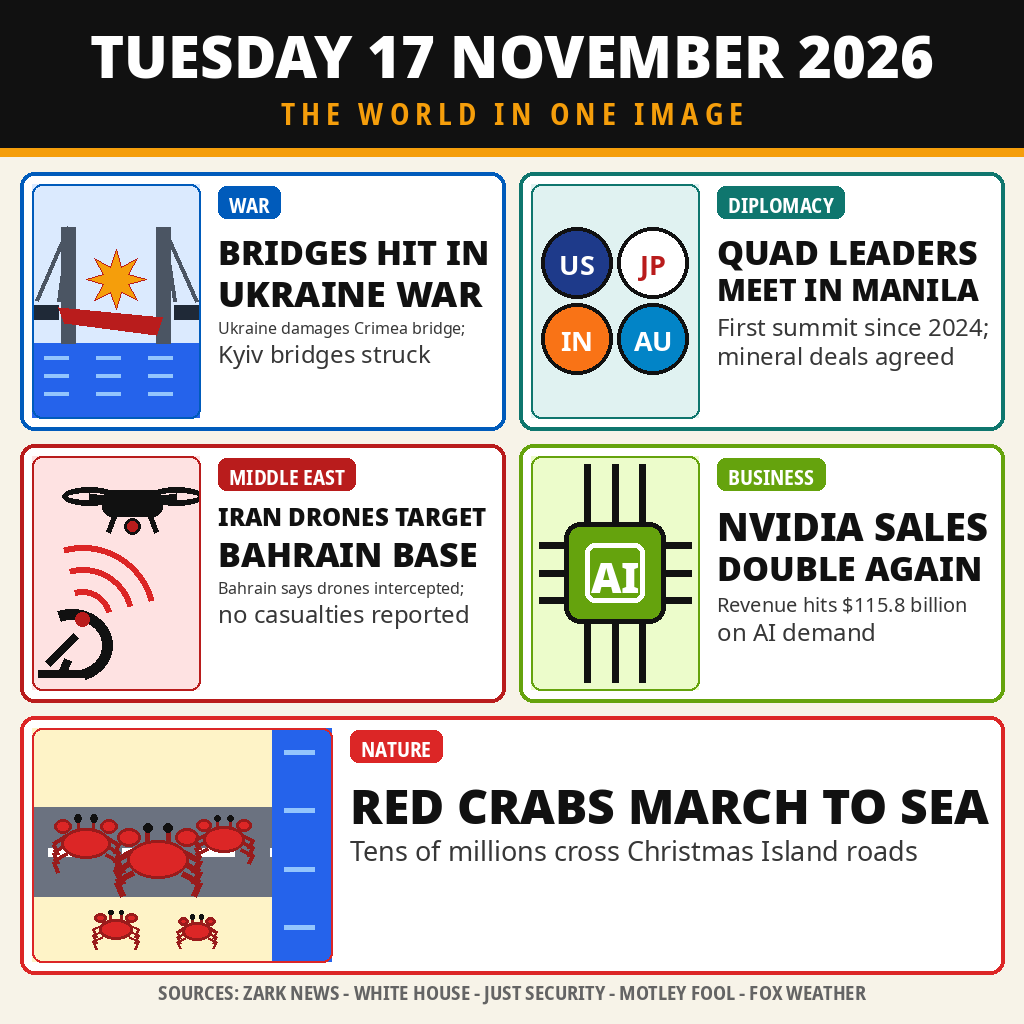 TUESDAY 17 NOVEMBER 2026
THE WORLD IN ONE IMAGE
WAR
BRIDGES HIT IN
UKRAINE WAR
Ukraine damages Crimea bridge;
Kyiv bridges struck
US
JP
IN
AU
DIPLOMACY
QUAD LEADERS
MEET IN MANILA
First summit since 2024;
mineral deals agreed
MIDDLE EAST
IRAN DRONES TARGET
BAHRAIN BASE
Bahrain says drones intercepted;
no casualties reported
AI
BUSINESS
NVIDIA SALES
DOUBLE AGAIN
Revenue hits $115.8 billion
on AI demand
NATURE
RED CRABS MARCH TO SEA
Tens of millions cross Christmas Island roads
SOURCES: ZARK NEWS - WHITE HOUSE - JUST SECURITY - MOTLEY FOOL - FOX WEATHER